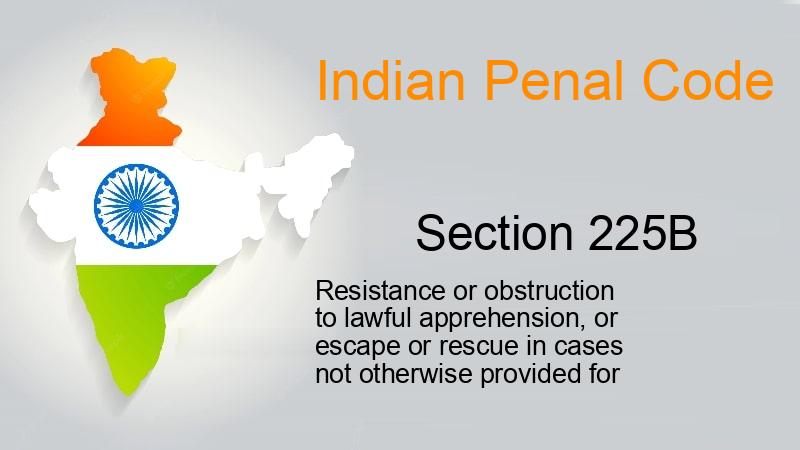 Indian Penal Code
Section 225B
Resistance or obstruction
to lawful apprehension, or
escape or rescue in cases
not otherwise provided for